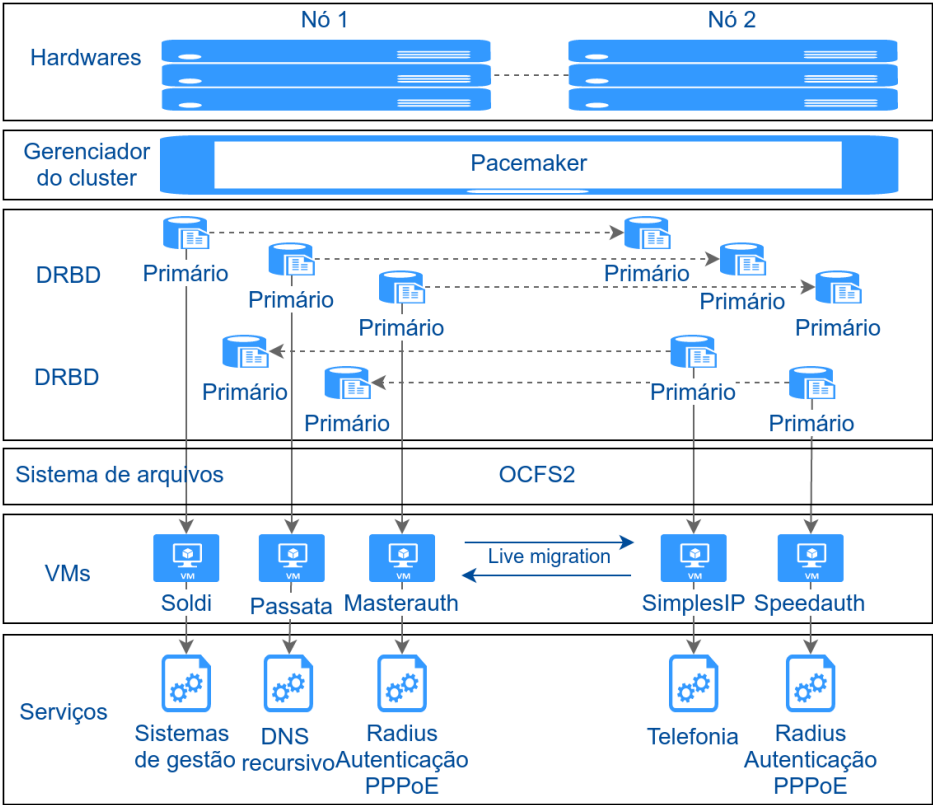 Nó 1
Nó 2
Hardwares
Gerenciador
do cluster
Pacemaker
DRBD
Primário
Primário
Primário
Primário
Primário
Primário
DRBD
Primário
Primário
Primário
Primário
Sistema de arquivos
OCFS2
VMs
VM
VM
VM
Live migration
VM
VM
Soldi
Passata
Masterauth
SimplesIP
Speedauth
Serviços
Sistemas
de gestão
DNS
recursivo
Radius
Autenticação
PPPoE
Telefonia
Radius
Autenticação
PPPoE